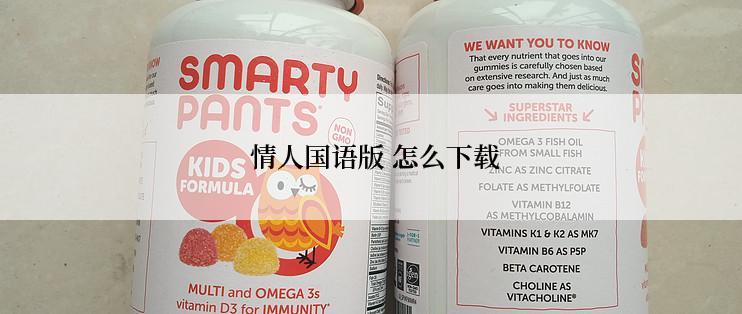 SMARTY
PANTS
KIDS
FORMULA
NON
GMO
MULTI and OMEGA 3s
vitamin D3 for IMMUNITY*
WE WANT YOU TO KNOW
That every nutrient that goes into our
gummies is carefully chosen based
on extensive research. And just as much
care goes into making them delicious.
SUPERSTAR
INGREDIENTS
情人国语版 怎么下载
OMEGA 3 FISH OIL
FROM SMALL FISH
ZINC AS ZINC CITRATE
FOLATE AS METHYLFOLATE
VITAMIN B12
AS METHYLCOBALAMIN
VITAMINS K1 & K2 AS MK7
VITAMIN B6 AS P5P
BETA CAROTENE
CHOLINE AS
VITACHOLINE®